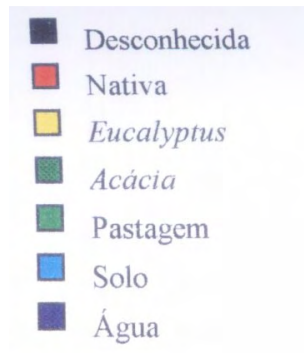 Desconhecida
Nativa
Eucalyptus
Acácia
Pastagem
Solo
Água